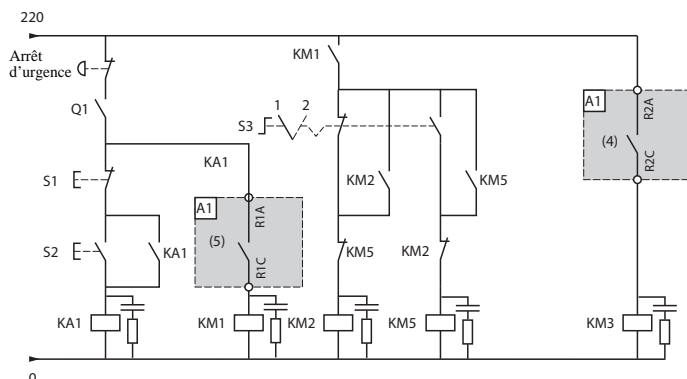 220
Arrêt
d'urgence
Q1
S1
S2
KA1
KA1
KA1
A1
(5)
R1A
R1C
KM1
KM1
S3
1
2
KM2
KM5
KM5
KM2
KM2
KM5
A1
(4)
R2A
R2C
KM3
0